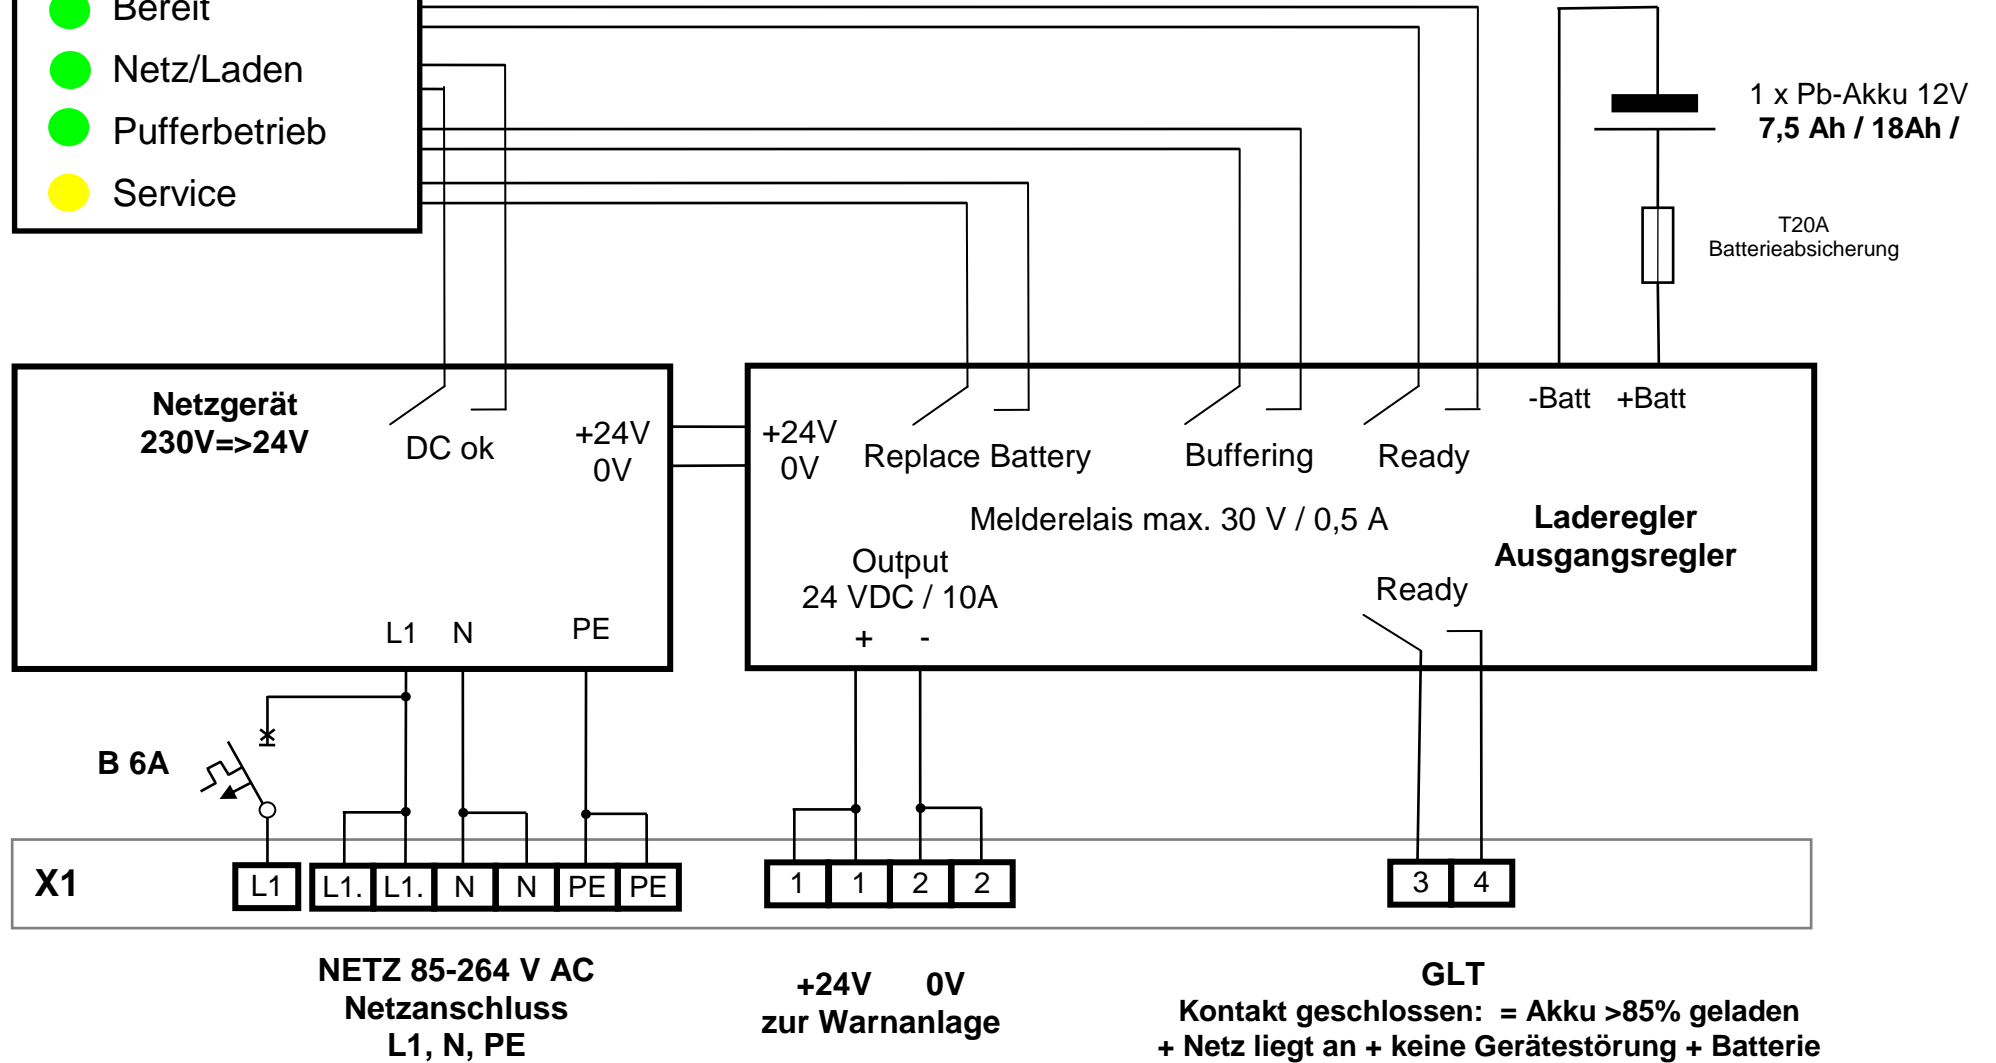 Bereit
Netz/Laden
Pufferbetrieb
Service
1 x Pb-Akku 12V
7,5 Ah / 18Ah /
T20A
Batterieabsicherung
Netzgerät
230V=>24V
DC ok
+24V
0V
+24V
0V
Replace Battery
Buffering
Ready
-Batt +Batt
Melderelais max. 30 V / 0,5 A
Laderegler
Ausgangsregler
Output
24 VDC / 10A
+ -
Ready
L1 N PE
B 6A
X1
L1 L1. L1. N N PE PE
1 1 2 2
3 4
NETZ 85-264 V AC
Netzanschluss
L1, N, PE
+24V 0V
zur Warnanlage
GLT
Kontakt geschlossen: = Akku >85% geladen
+ Netz liegt an + keine Gerätestörung + Batterie